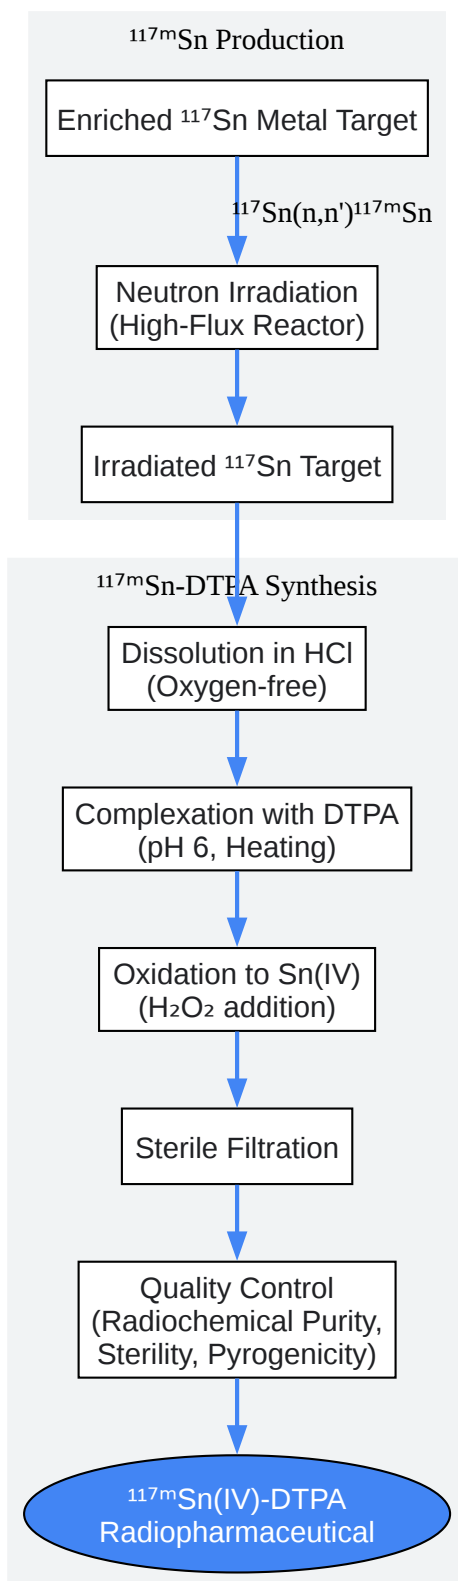 ¹¹⁷ᵐSn Production
Enriched ¹¹⁷Sn Metal Target
¹¹⁷Sn(n,n')¹¹⁷ᵐSn
Neutron Irradiation
(High-Flux Reactor)
Irradiated ¹¹⁷Sn Target
¹¹⁷ᵐSn-DTPA Synthesis
Dissolution in HCl
(Oxygen-free)
Complexation with DTPA
(pH 6, Heating)
Oxidation to Sn(IV)
(H₂O₂ addition)
Sterile Filtration
Quality Control
(Radiochemical Purity,
Sterility, Pyrogenicity)
¹¹⁷ᵐSn(IV)-DTPA
Radiopharmaceutical